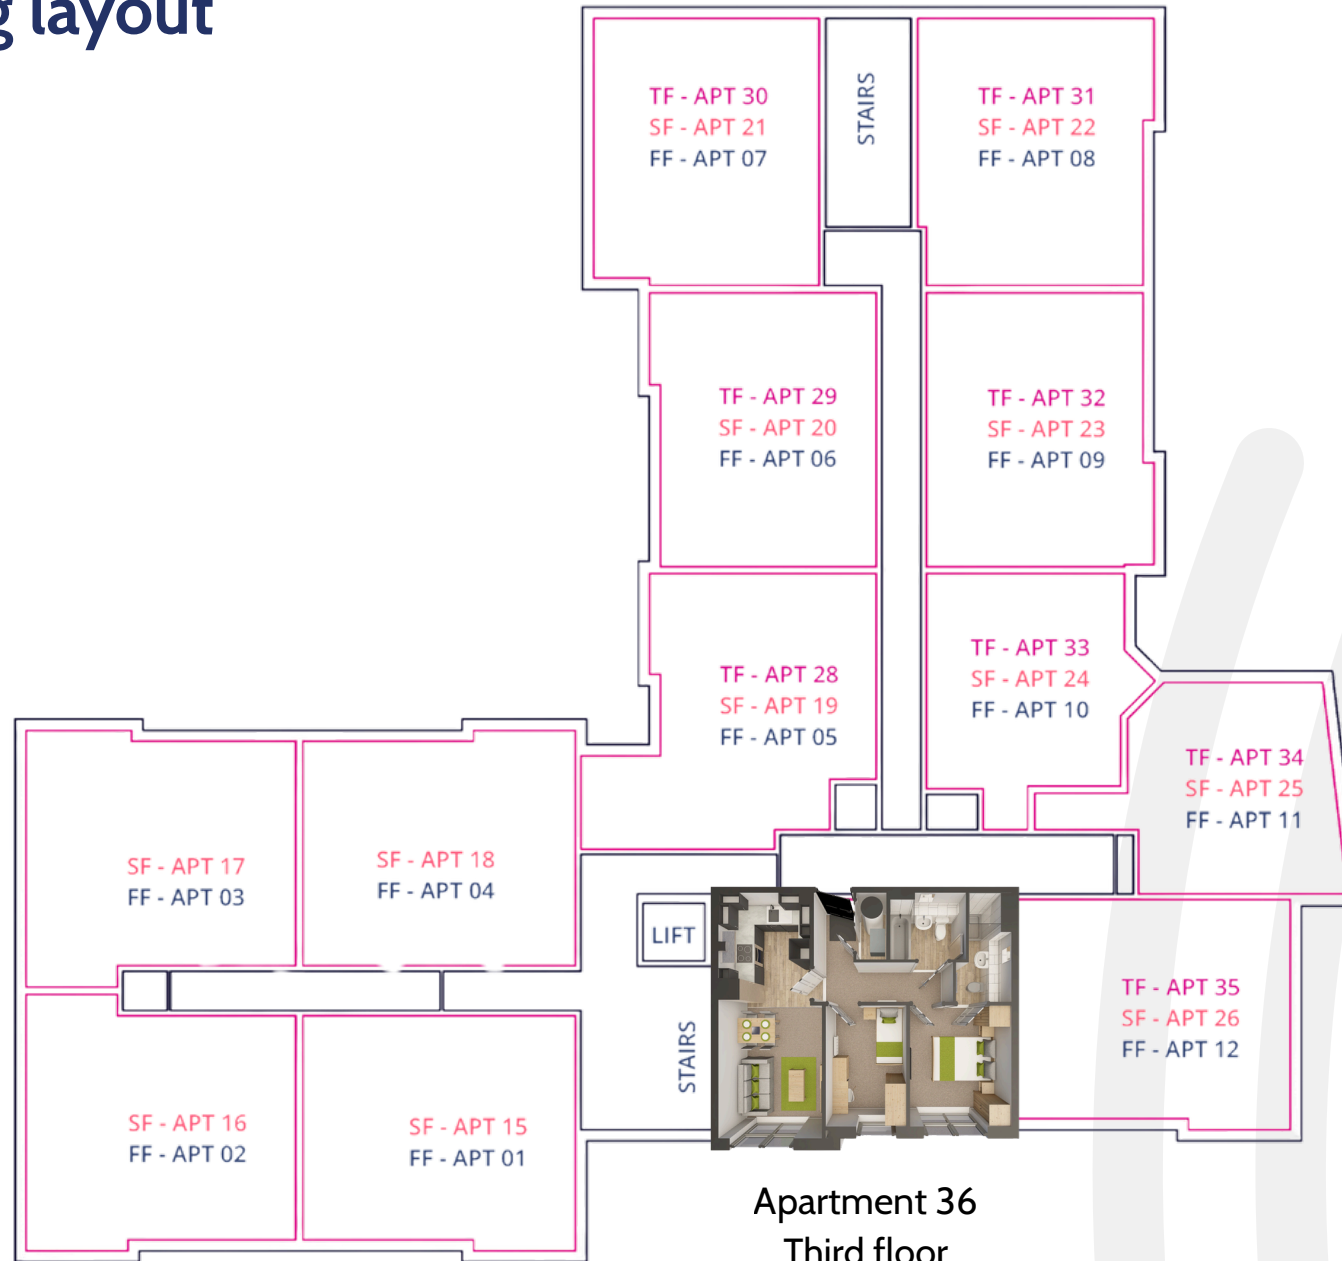 layout
TF - APT 30
SF - APT 21
FF - APT 07
STAIRS
TF - APT 31
SF - APT 22
FF - APT 08
TF - APT 29
SF - APT 20
FF - APT 06
TF - APT 32
SF - APT 23
FF - APT 09
TF - APT 28
SF - APT 19
FF - APT 05
TF - APT 33
SF - APT 24
FF - APT 10
TF - APT 34
SF - APT 25
FF - APT 11
SF - APT 17
FF - APT 03
SF - APT 18
FF - APT 04
LIFT
STAIRS
TF - APT 35
SF - APT 26
FF - APT 12
SF - APT 16
FF - APT 02
SF - APT 15
FF - APT 01
Apartment 36
Third floor